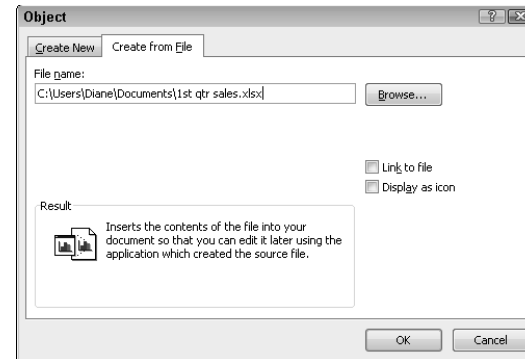 Object
Create New
Create from File
File name:
C:\Users\Diane\Documents\1st qtr sales.xlsx
Browse...
Link to file
Display as icon
Result
Inserts the contents of the file into your
document so that you can edit it later using the
application which created the source file.
OK
Cancel